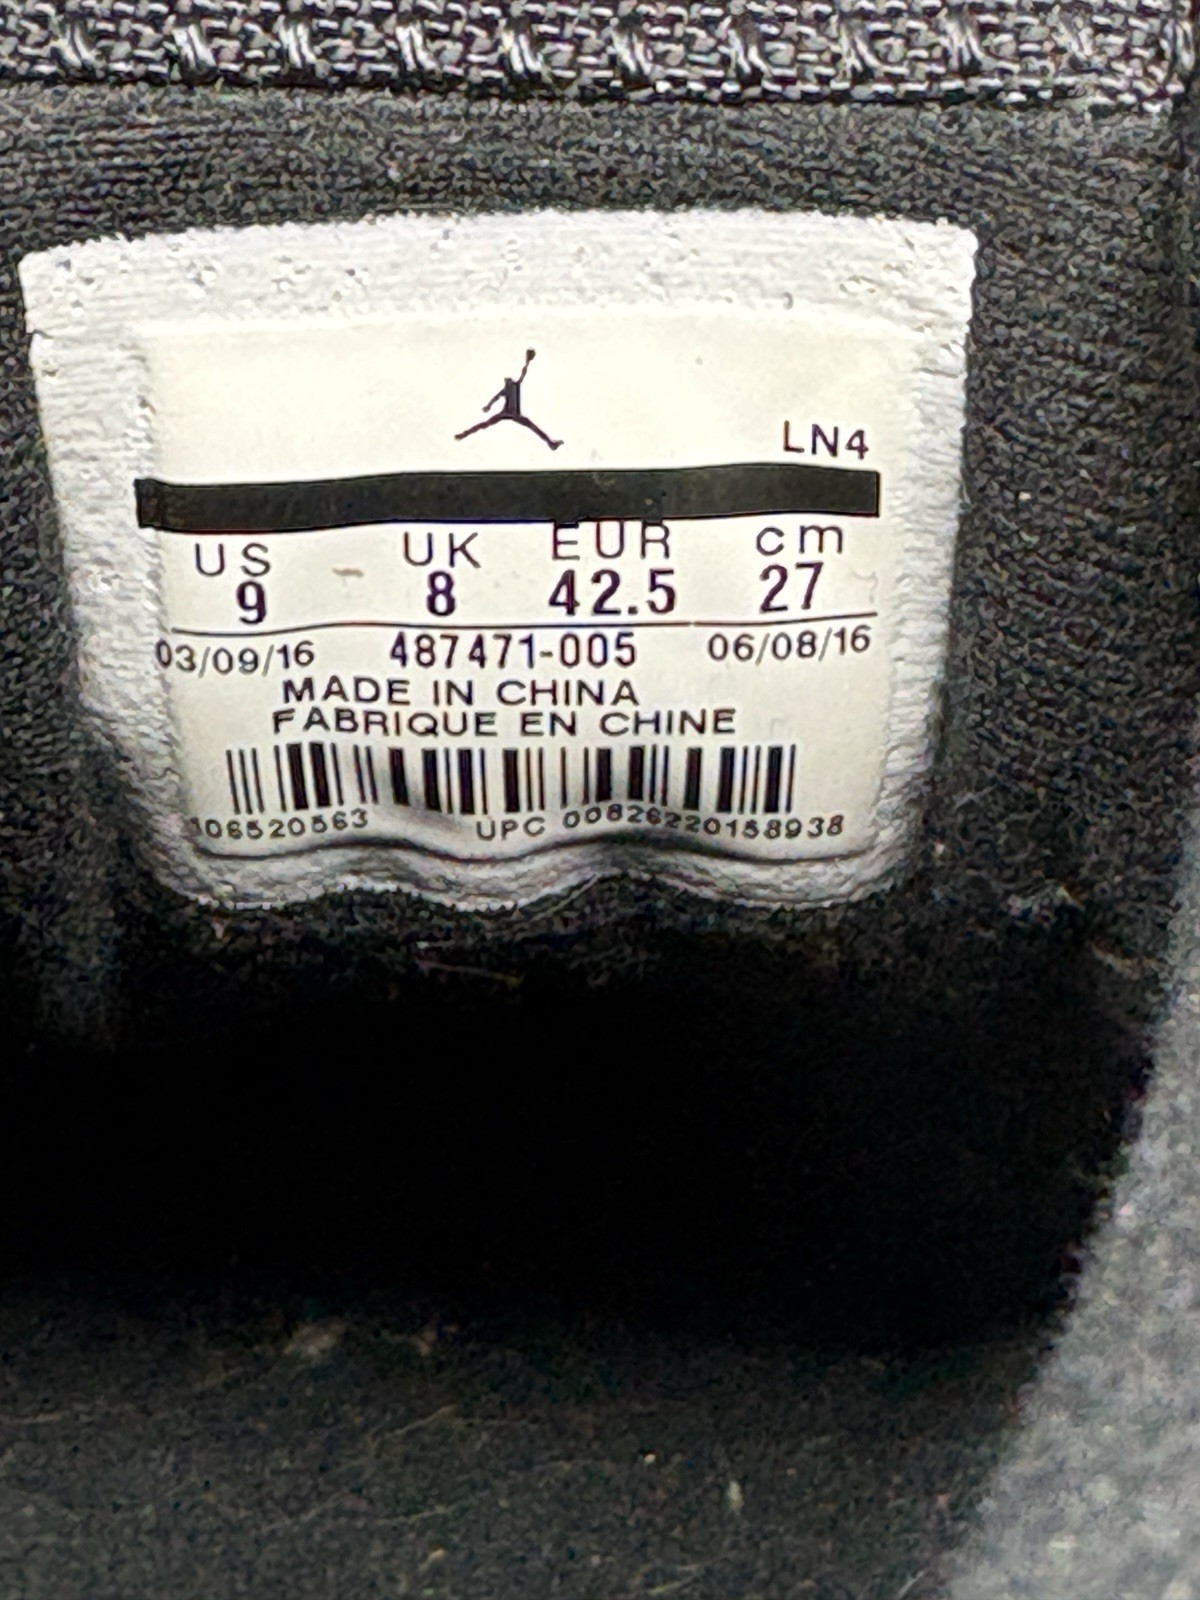 LN4
US UK EUR cm
9 8 42.5 27
03/09/16 487471-005 06/08/16
MADE IN CHINA
FABRIQUE EN CHINE
UPC 00826220158938